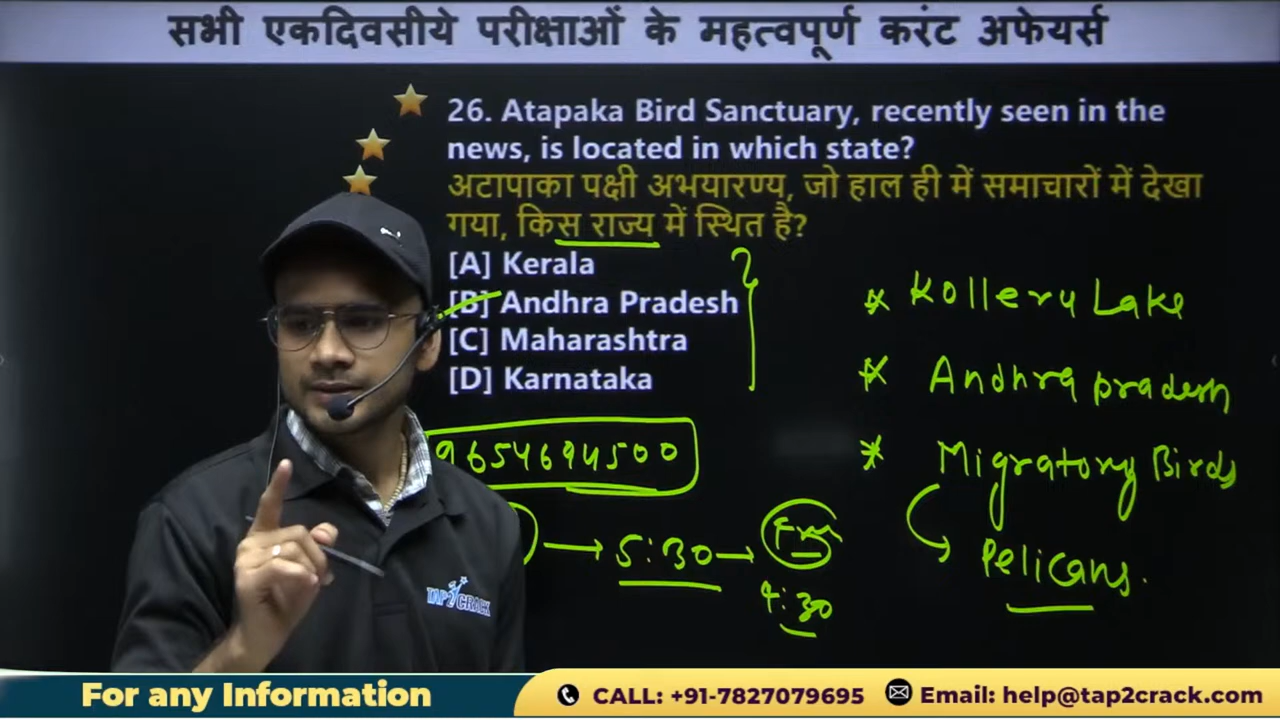 सभी एकदिवसीये परीक्षाओं के महत्वपूर्ण करंट अफेयर्स
26. Atapaka Bird Sanctuary, recently seen in the
news, is located in which state?
अटापाका पक्षी अभयारण्य, जो हाल ही में समाचारों में देखा
गया, किस राज्य में स्थित है?
[A] Kerala
[B] Andhra Pradesh
[C] Maharashtra
[D] Karnataka
* Kolleru Lake
* Andhra pradesh
* Migratory Birds
Pelicans.
9654694500
5:30
4:30
TAP2CRACK
For any Information
CALL: +91-7827079695
Email: help@tap2crack.com